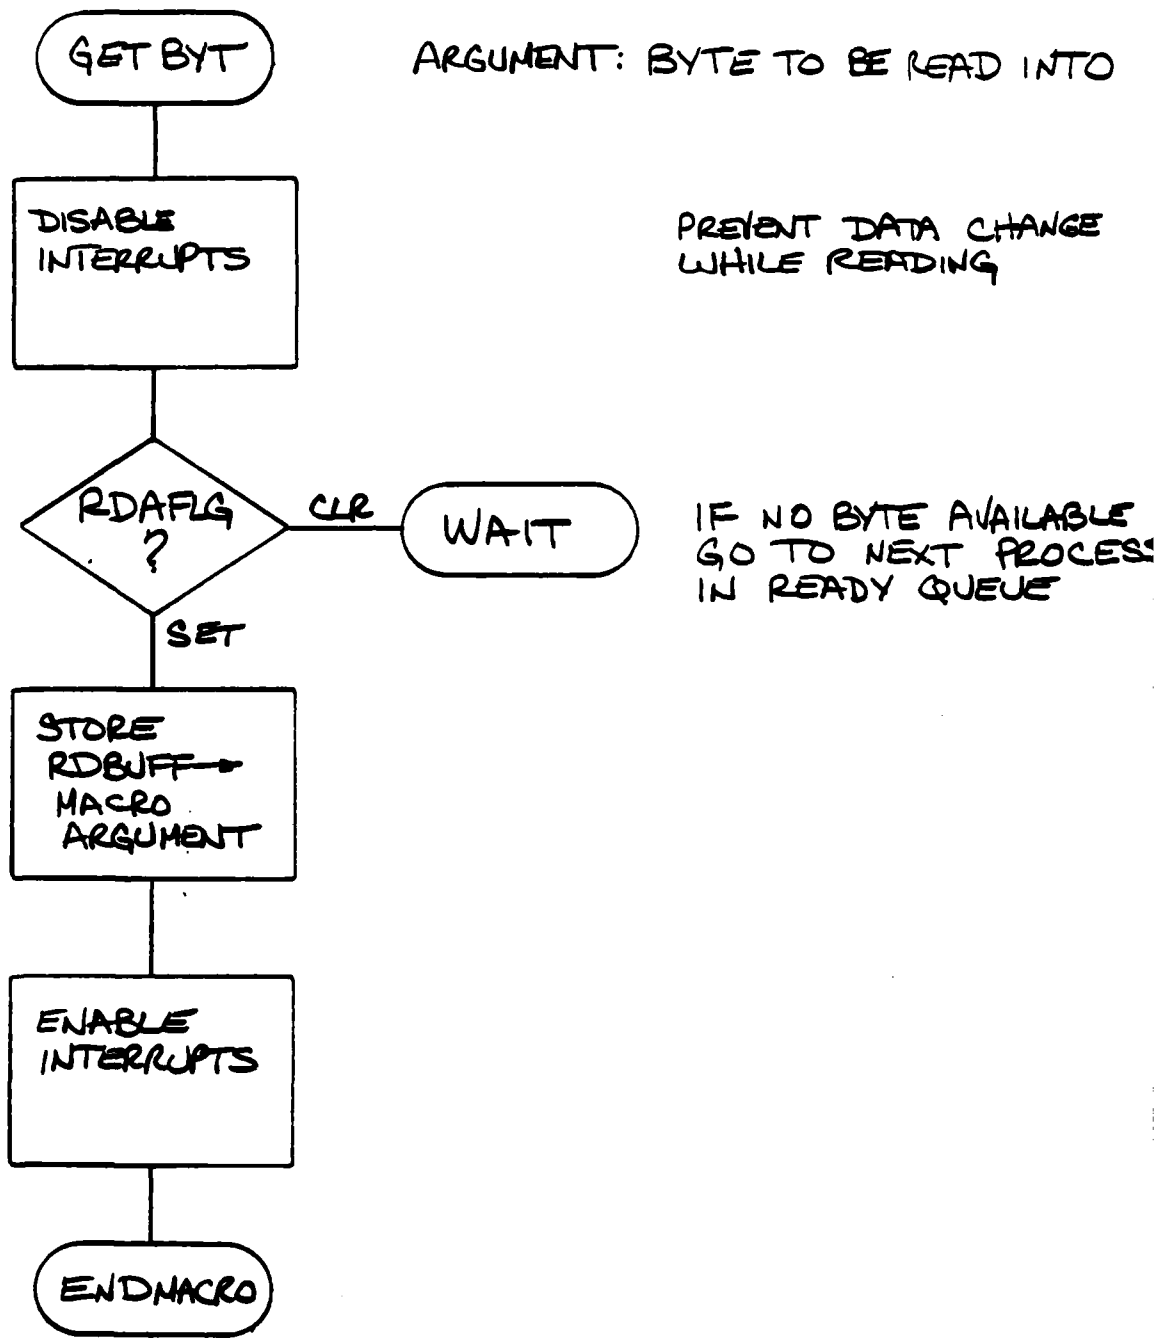 GET BYT
ARGUMENT: BYTE TO BE READ INTO
DISABLE
INTERRUPTS
PREVENT DATA CHANGE
WHILE READING
RDAFLG
?
CLR
WAIT
IF NO BYTE AVAILABLE
GO TO NEXT PROCESS
IN READY QUEUE
SET
STORE
RDBUFF→
MACRO
ARGUMENT
ENABLE
INTERRUPTS
ENDMACRO